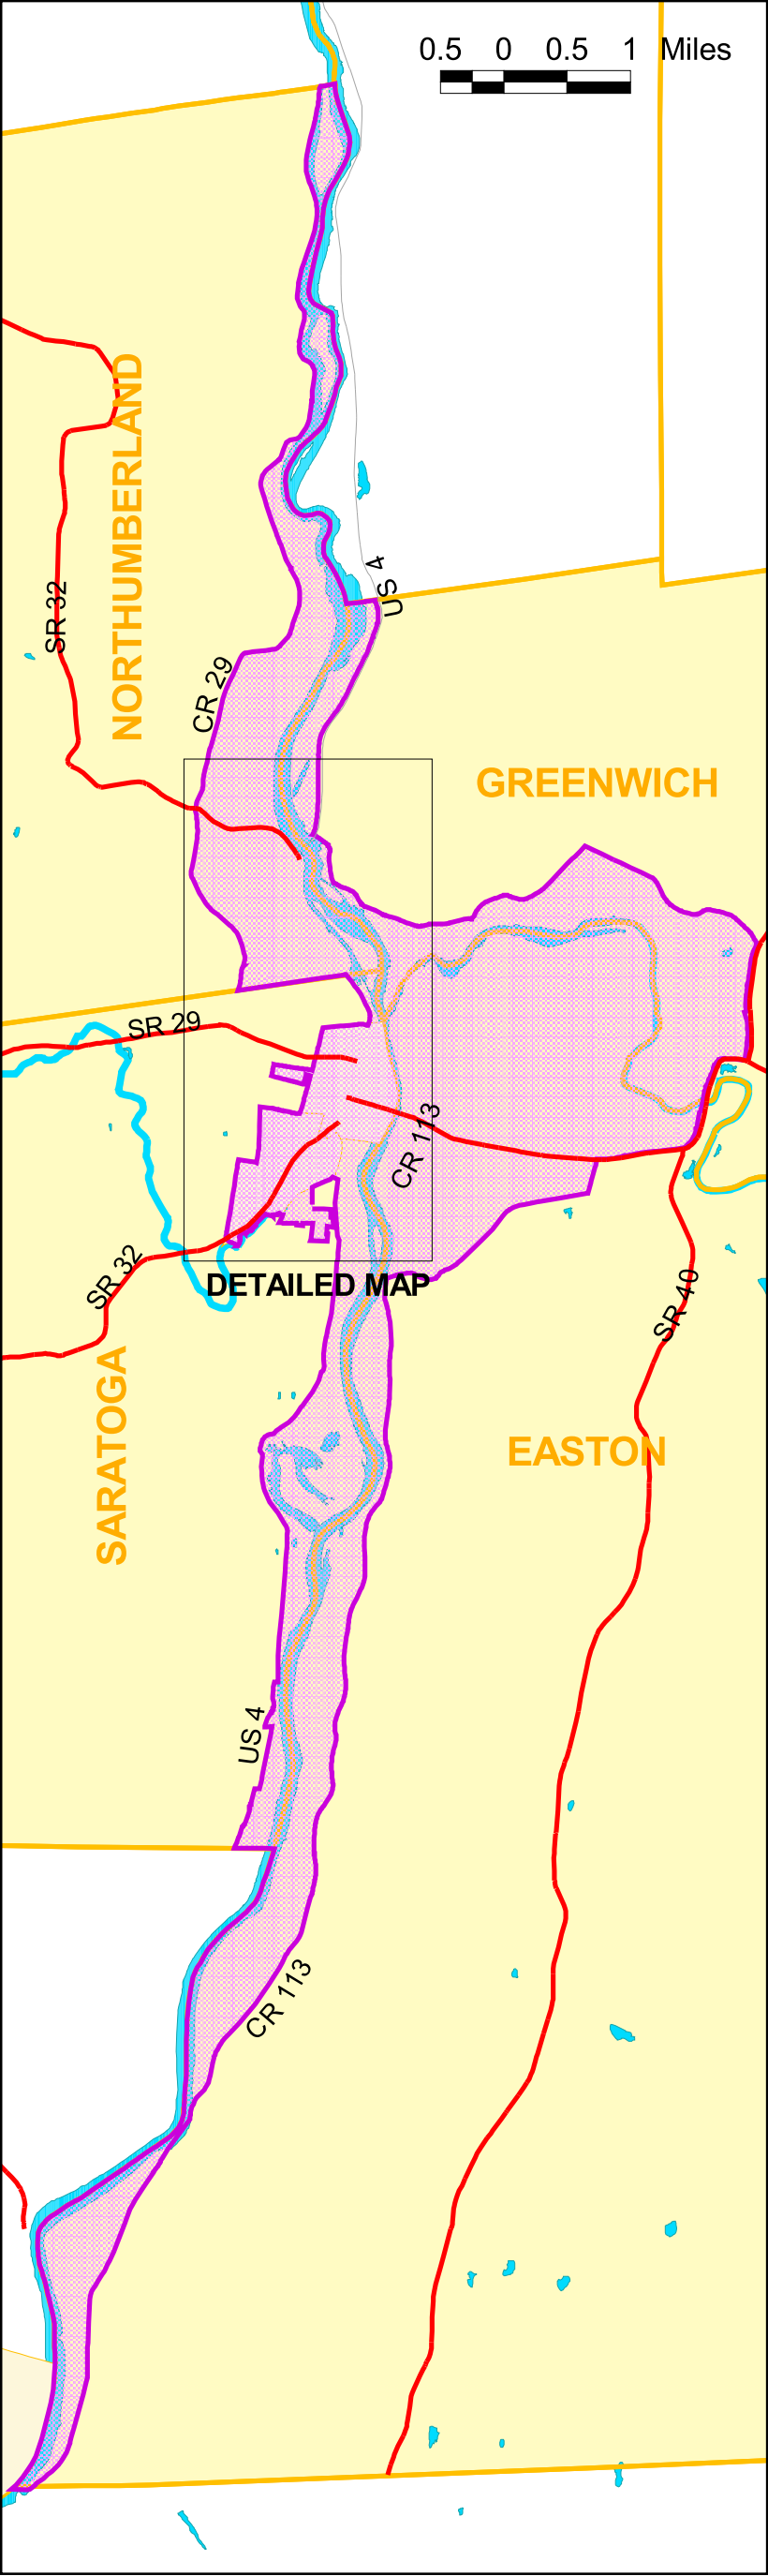 0.5 0 0.5 1 Miles
NORTHUMBERLAND
SR 32
US 4
CR 29
GREENWICH
SR 29
CR 113
SR 32
DETAILED MAP
SR 40
SARATOGA
EASTON
US 4
CR 113